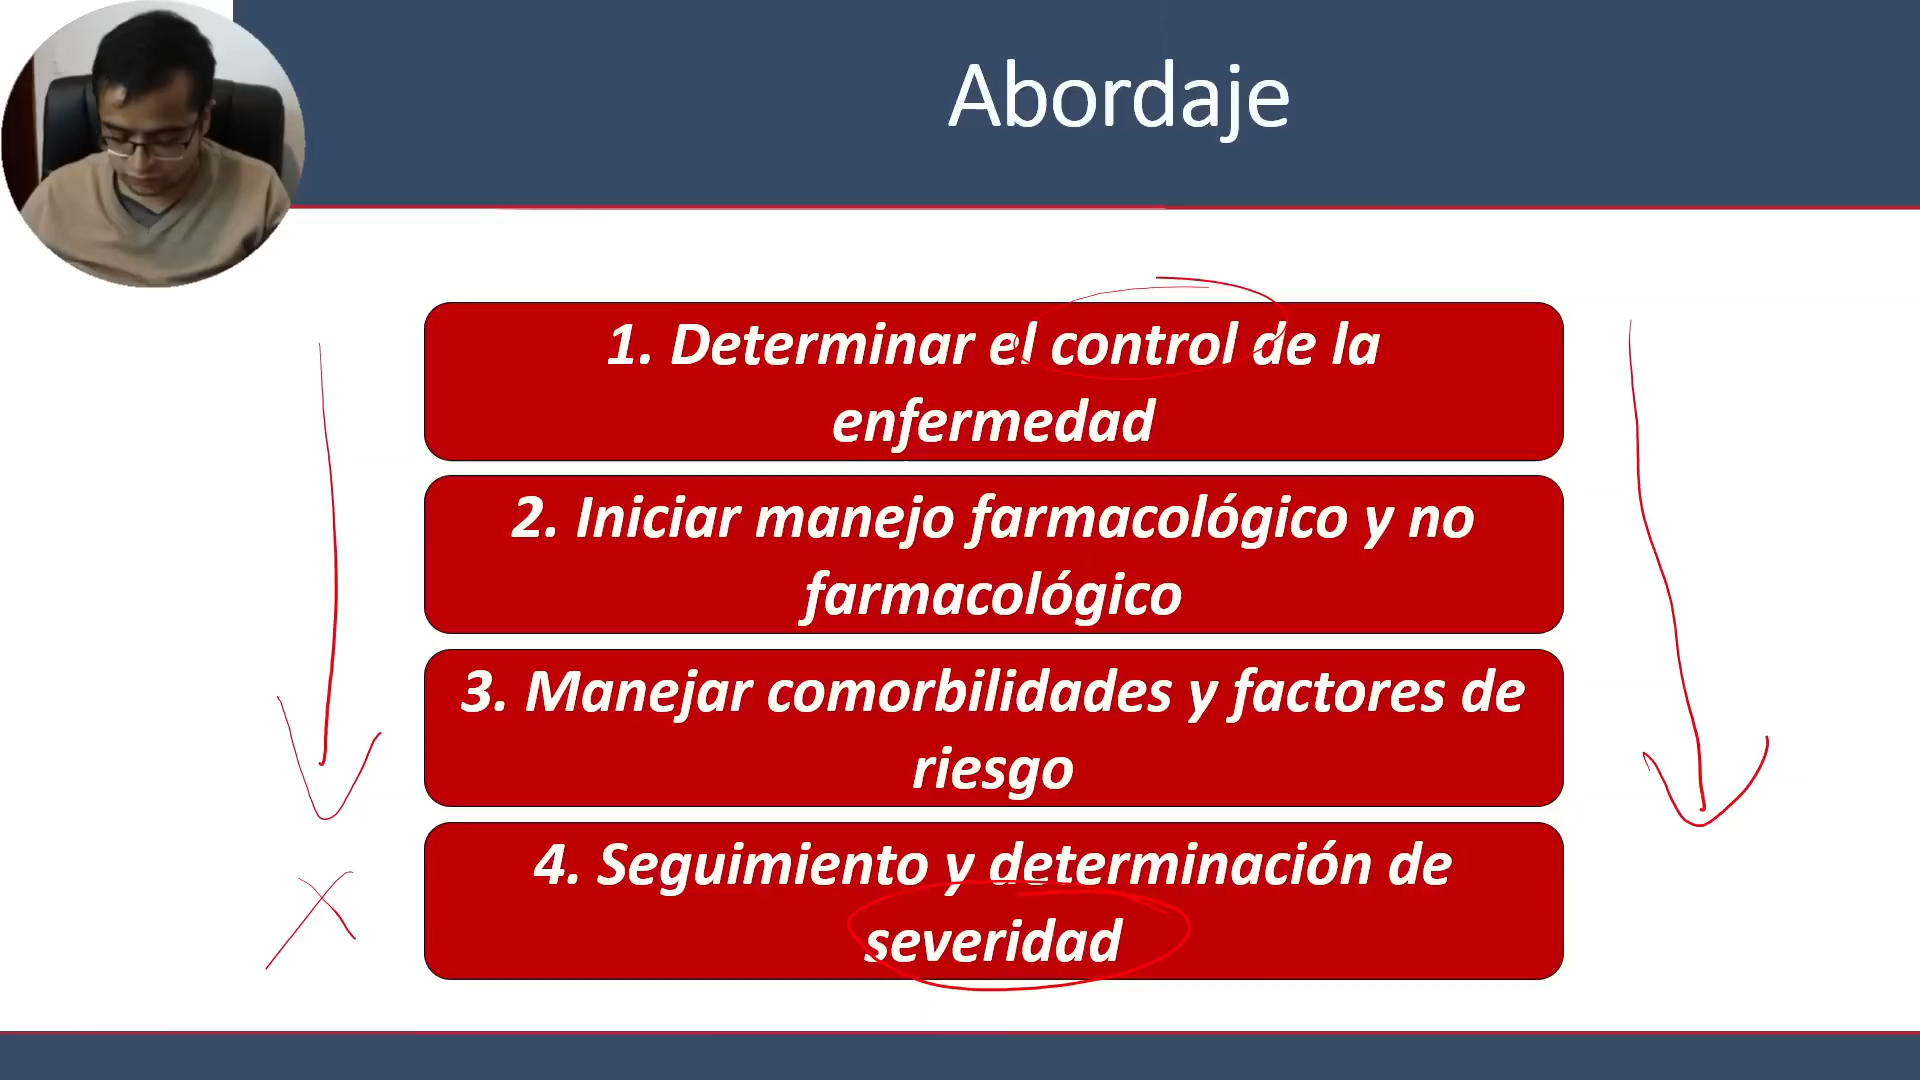 Abordaje
1. Determinar el control de la
enfermedad
2. Iniciar manejo farmacológico y no
farmacológico
3. Manejar comorbilidades y factores de
riesgo
4. Seguimiento y determinación de
severidad